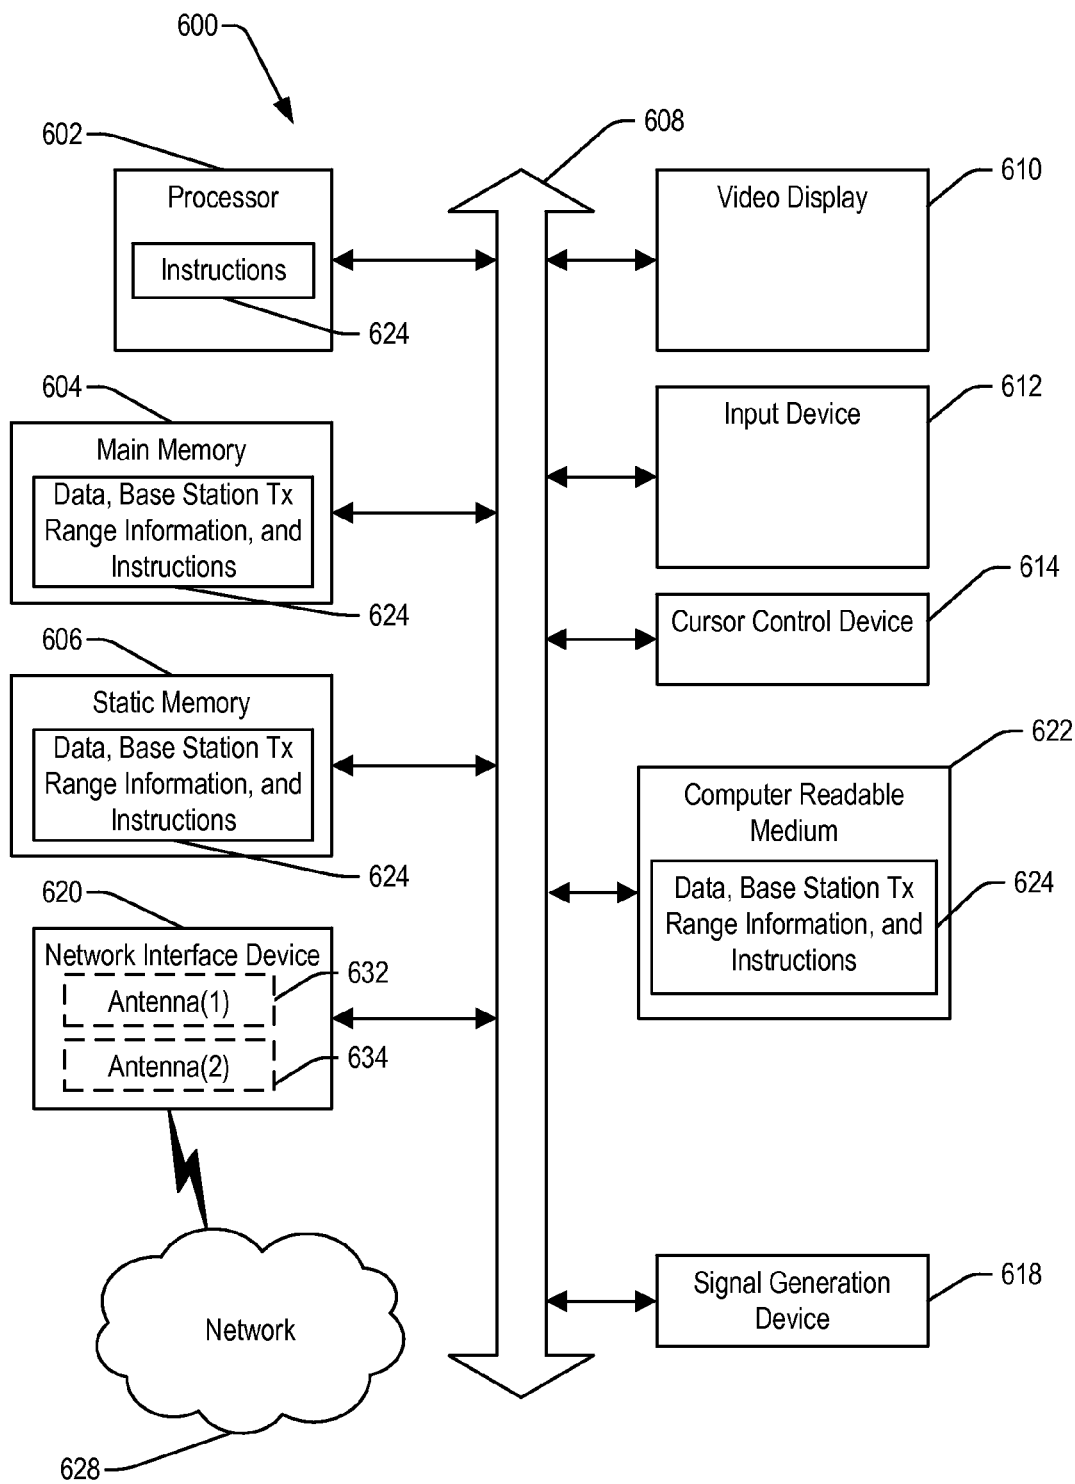 600
602
Processor
Instructions
624
604
Main Memory
Data, Base Station Tx
Range Information, and
Instructions
624
606
Static Memory
Data, Base Station Tx
Range Information, and
Instructions
624
620
Network Interface Device
Antenna(1)
632
Antenna(2)
634
Network
628
608
Video Display
610
Input Device
612
Cursor Control Device
614
Computer Readable
Medium
622
Data, Base Station Tx
Range Information, and
Instructions
624
Signal Generation
Device
618